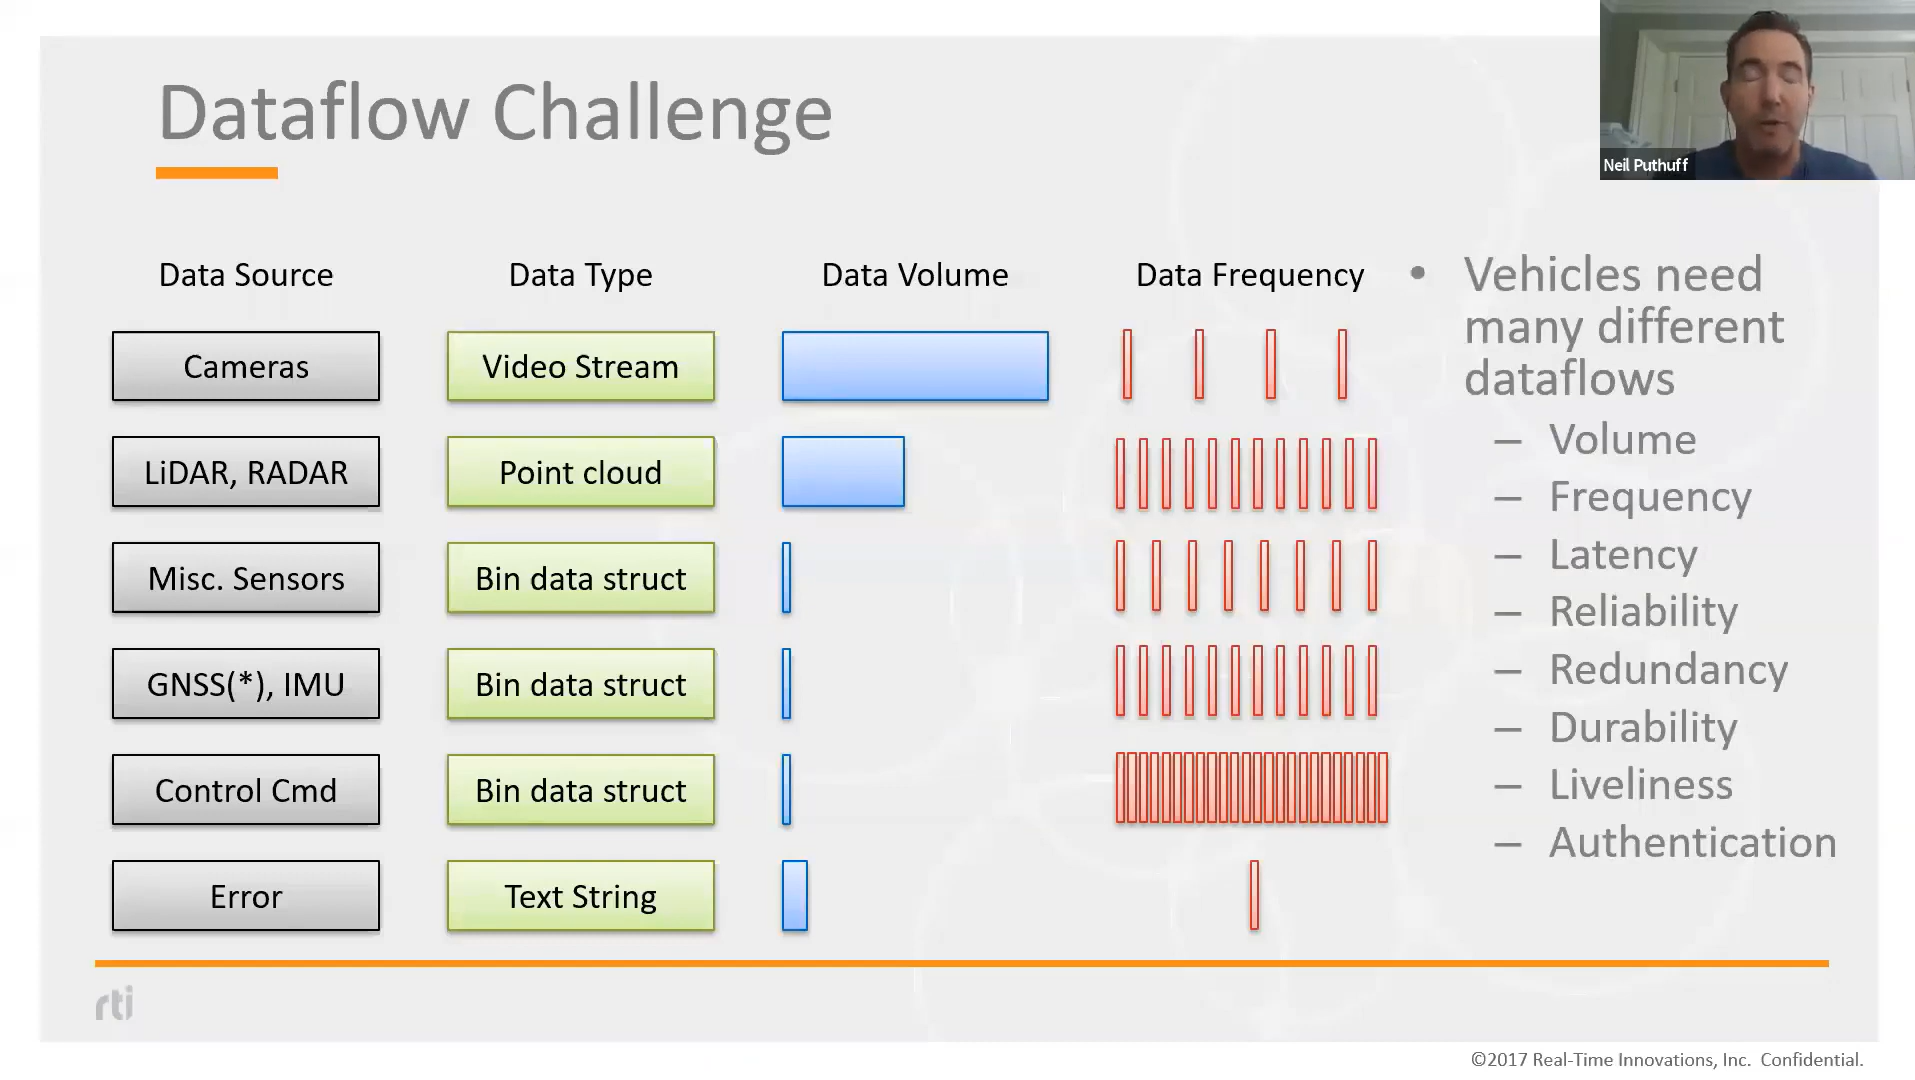 Dataflow Challenge
Neil Puthuff
Data Source
Data Type
Data Volume
Data Frequency
Cameras
Video Stream
LiDAR, RADAR
Point cloud
Misc. Sensors
Bin data struct
GNSS(*), IMU
Bin data struct
Control Cmd
Bin data struct
Error
Text String
• Vehicles need
many different
dataflows
– Volume
– Frequency
– Latency
– Reliability
– Redundancy
– Durability
– Liveliness
– Authentication
rti
©2017 Real-Time Innovations, Inc. Confidential.